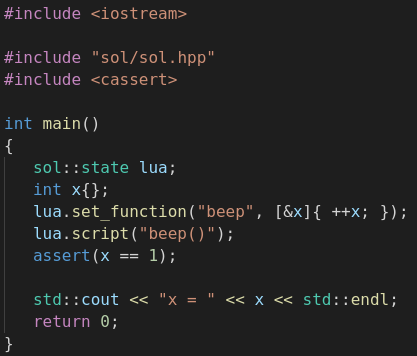 #include <iostream>
#include "sol/sol.hpp"
#include <cassert>
int main()
{
sol::state lua;
int x{};
lua.set_function("beep", [&x]{ ++x; });
lua.script("beep()");
assert(x == 1);
std::cout << "x = " << x << std::endl;
return 0;
}